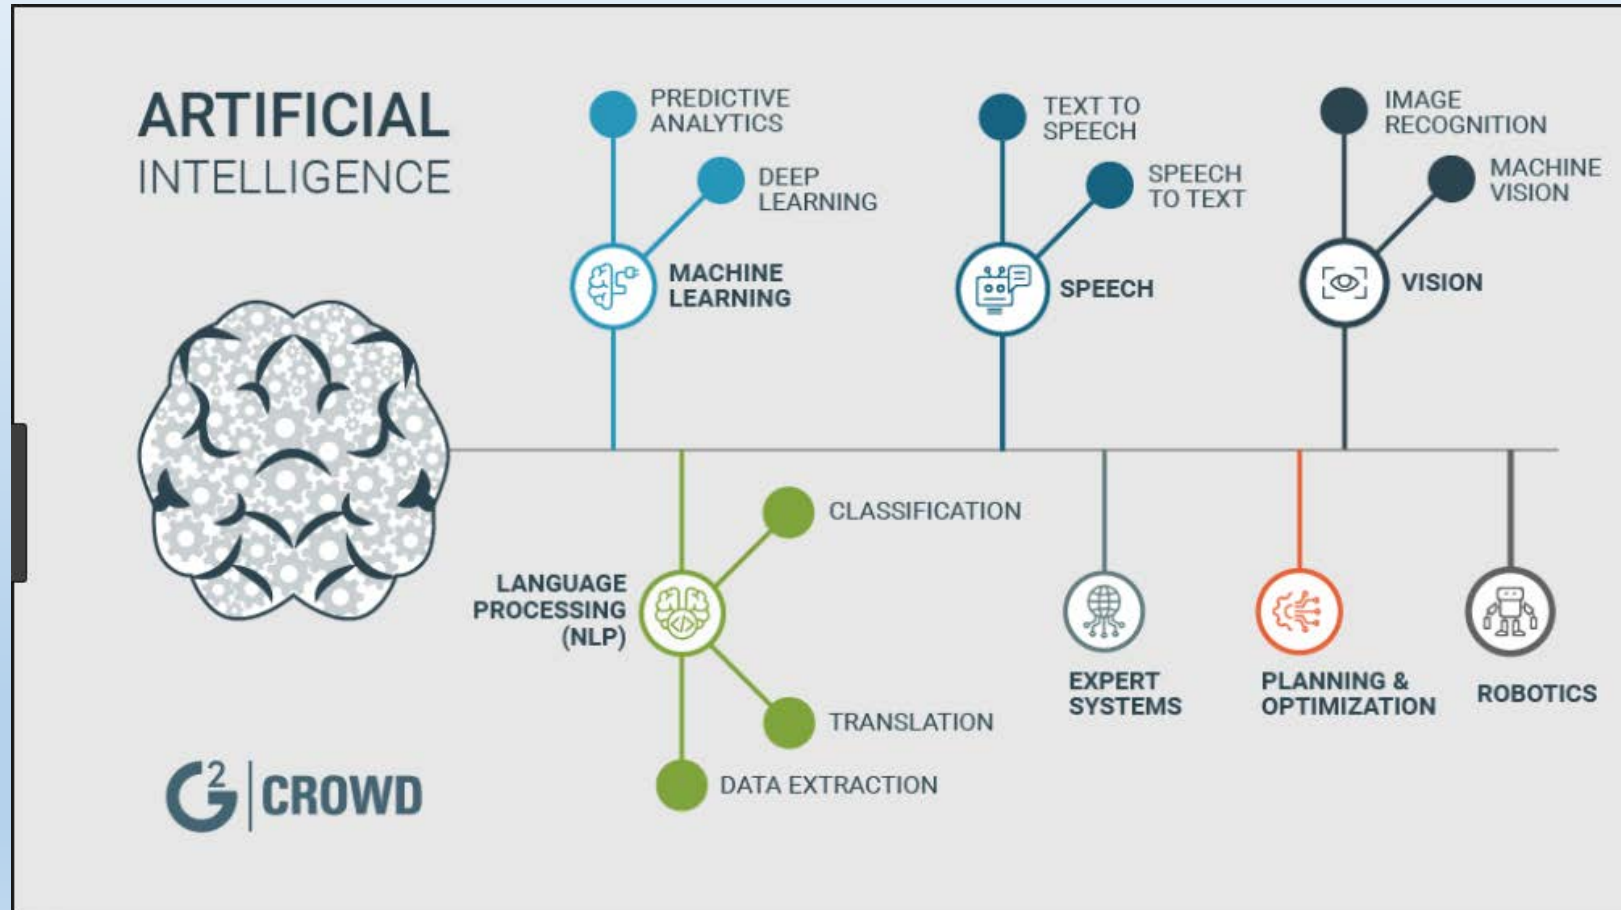 ARTIFICIAL
INTELLIGENCE
PREDICTIVE
ANALYTICS
DEEP
LEARNING
MACHINE
LEARNING
TEXT TO
SPEECH
SPEECH
TO TEXT
SPEECH
IMAGE
RECOGNITION
MACHINE
VISION
VISION
CLASSIFICATION
LANGUAGE
PROCESSING
(NLP)
TRANSLATION
DATA EXTRACTION
EXPERT
SYSTEMS
PLANNING &
OPTIMIZATION
ROBOTICS
G2 | CROWD